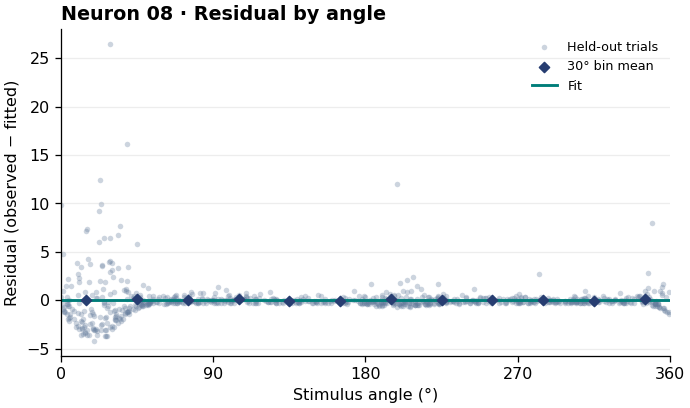 Neuron 08 · Residual by angle
Residual (observed − fitted)
25
20
15
10
5
0
−5
Held-out trials
30° bin mean
Fit
0 90 180 270 360
Stimulus angle (°)